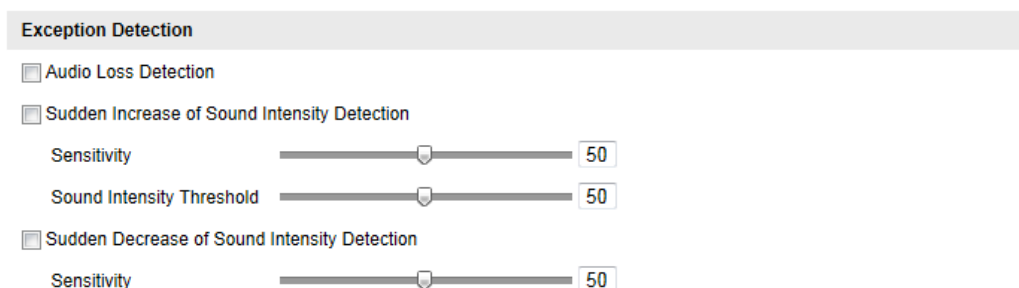 Exception Detection
Audio Loss Detection
Sudden Increase of Sound Intensity Detection
Sensitivity 50
Sound Intensity Threshold 50
Sudden Decrease of Sound Intensity Detection
Sensitivity 50